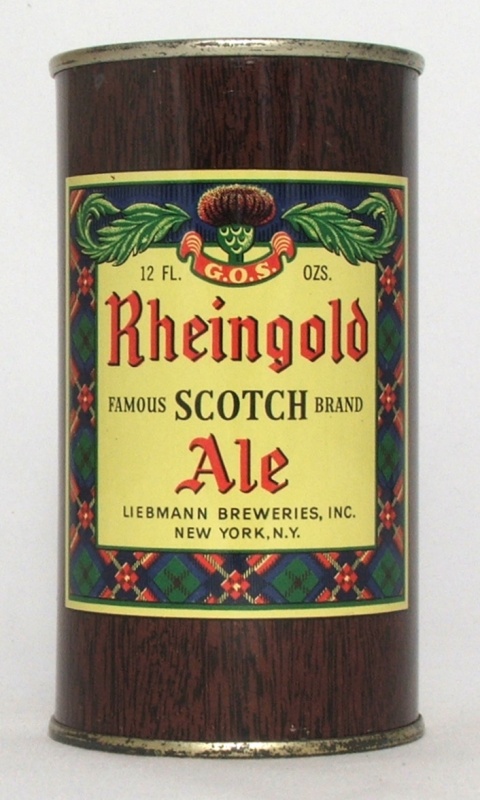 G.O.S.
12 FL. OZS.
Rheingold
FAMOUS SCOTCH BRAND
Ale
LIEBMANN BREWERIES, INC.
NEW YORK, N.Y.